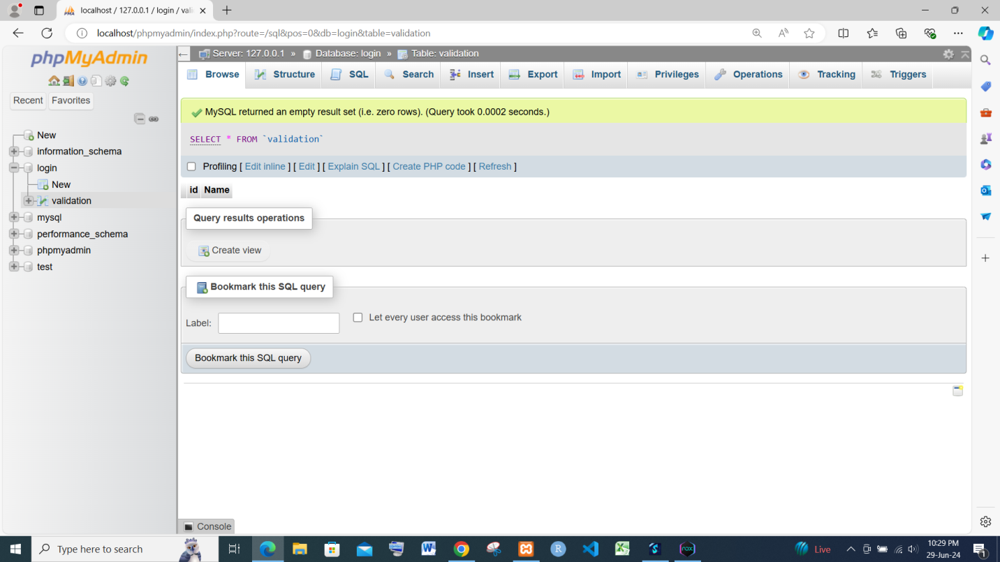 localhost / 127.0.0.1 / login / vali
localhost/phpmyadmin/index.php?route=/sql&pos=0&db=login&table=validation
phpMyAdmin
Recent Favorites
New
information_schema
login
New
validation
mysql
performance_schema
phpmyadmin
test
Server: 127.0.0.1 » Database: login » Table: validation
Browse Structure SQL Search Insert Export Import Privileges Operations Tracking Triggers
MySQL returned an empty result set (i.e. zero rows). (Query took 0.0002 seconds.)
SELECT * FROM `validation`
Profiling [ Edit inline ] [ Edit ] [ Explain SQL ] [ Create PHP code ] [ Refresh ]
id Name
Query results operations
Create view
Bookmark this SQL query
Label: Let every user access this bookmark
Bookmark this SQL query
Console
Type here to search
Live
10:29 PM
29-Jun-24
1